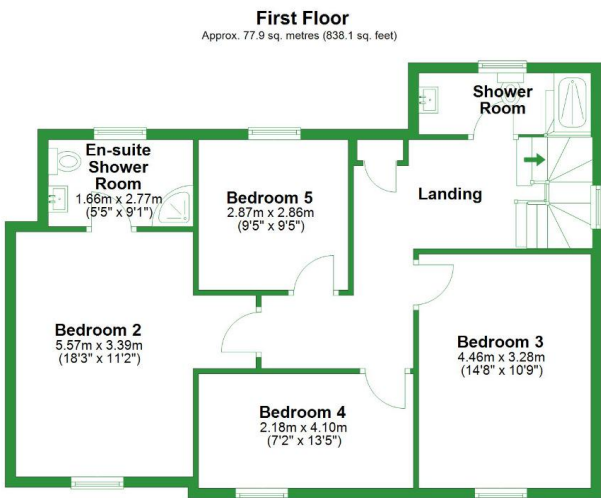 First Floor
Approx. 77.9 sq. metres (838.1 sq. feet)
Shower
Room
En-suite
Shower
Room
1.66m x 2.77m
(5'5" x 9'1")
Bedroom 5
2.87m x 2.86m
(9'5" x 9'5")
Landing
Bedroom 2
5.57m x 3.39m
(18'3" x 11'2")
Bedroom 3
4.46m x 3.28m
(14'8" x 10'9")
Bedroom 4
2.18m x 4.10m
(7'2" x 13'5")